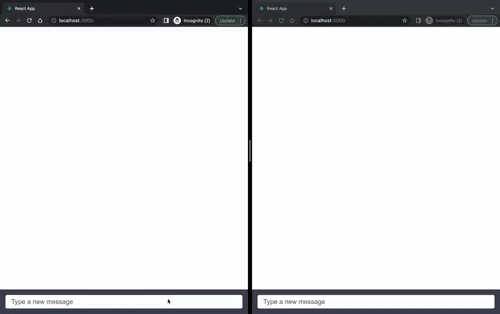 React App
localhost:3000
Incognito (2)
Update
Type a new message
React App
localhost:3000
Incognito (2)
Update
Type a new message